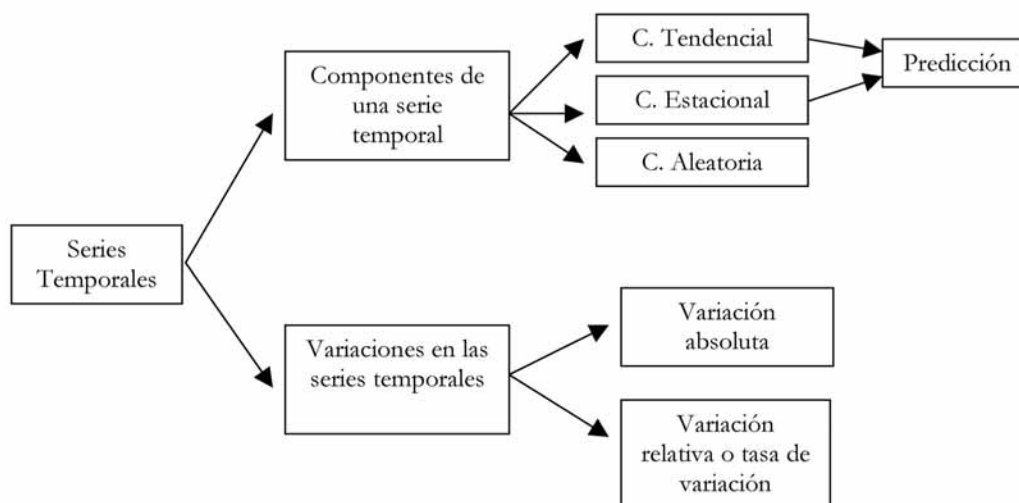 C. Tendencial
Predicción
Componentes de
una serie
temporal
C. Estacional
C. Aleatoria
Series
Temporales
Variaciones en las
series temporales
Variación
absoluta
Variación
relativa o tasa de
variación